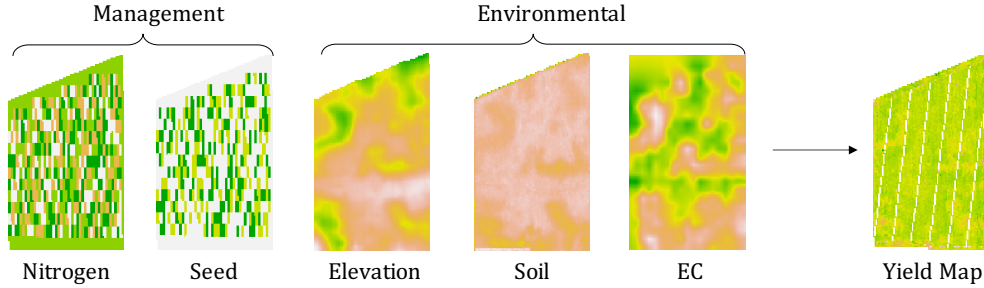 Management
Environmental
Nitrogen
Seed
Elevation
Soil
EC
Yield Map